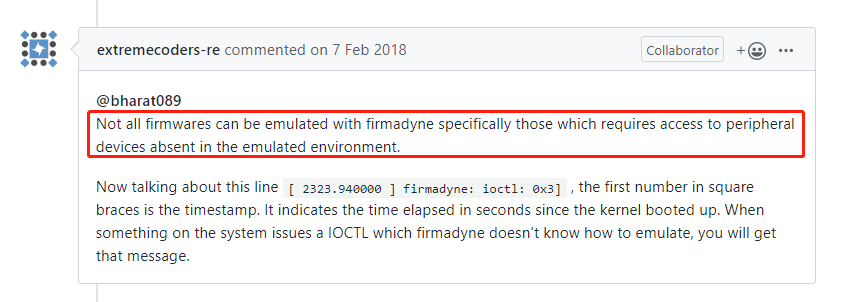 extremecoders-re commented on 7 Feb 2018
Collaborator
@bharat089
Not all firmwares can be emulated with firmadyne specifically those which requires access to peripheral
devices absent in the emulated environment.
Now talking about this line [ 2323.940000 ] firmadyne: ioctl: 0x3] , the first number in square
braces is the timestamp. It indicates the time elapsed in seconds since the kernel booted up. When
something on the system issues a IOCTL which firmadyne doesn't know how to emulate, you will get
that message.